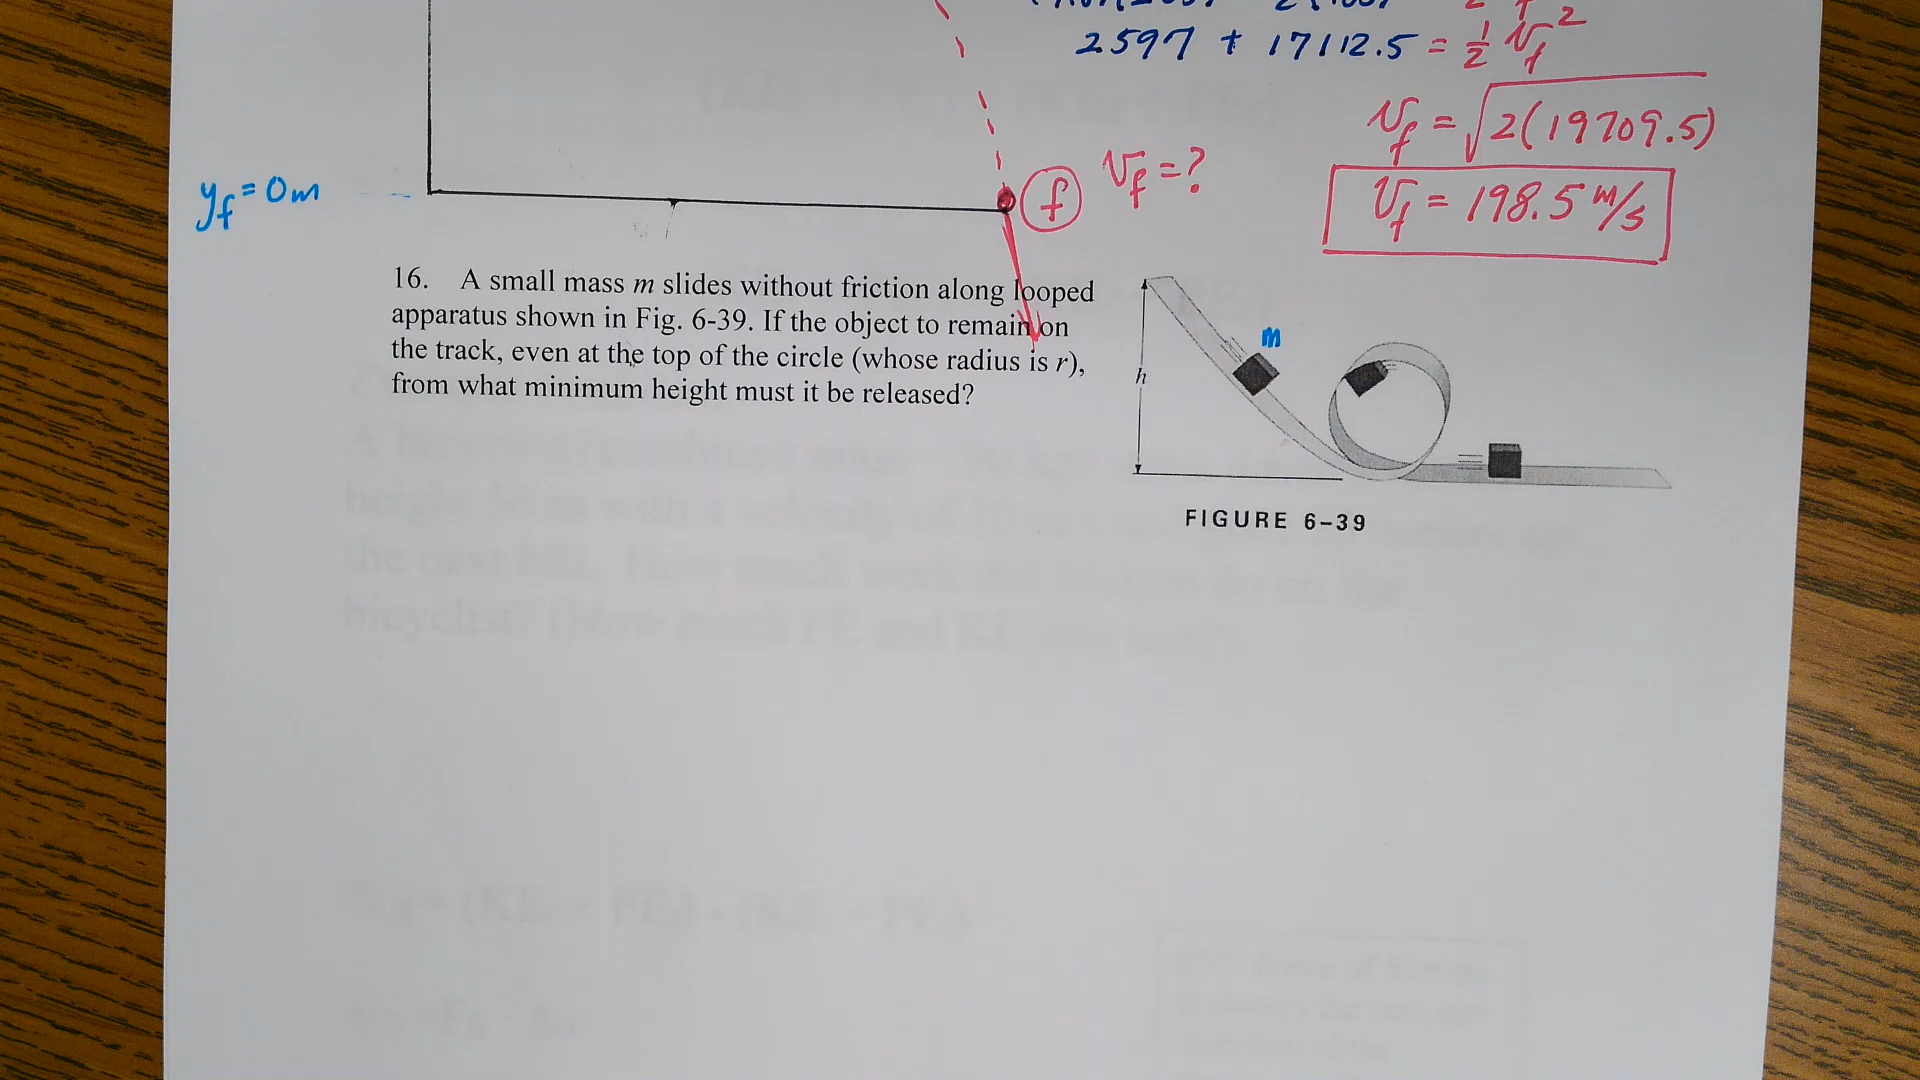 2597 + 17112.5 = 1/2 Vf²
Vf = √2(19709.5)
Vf = ?
Vf = 198.5 m/s
yf = 0m
f
16. A small mass m slides without friction along looped
apparatus shown in Fig. 6-39. If the object to remain on
the track, even at the top of the circle (whose radius is r),
from what minimum height must it be released?
m
h
FIGURE 6-39